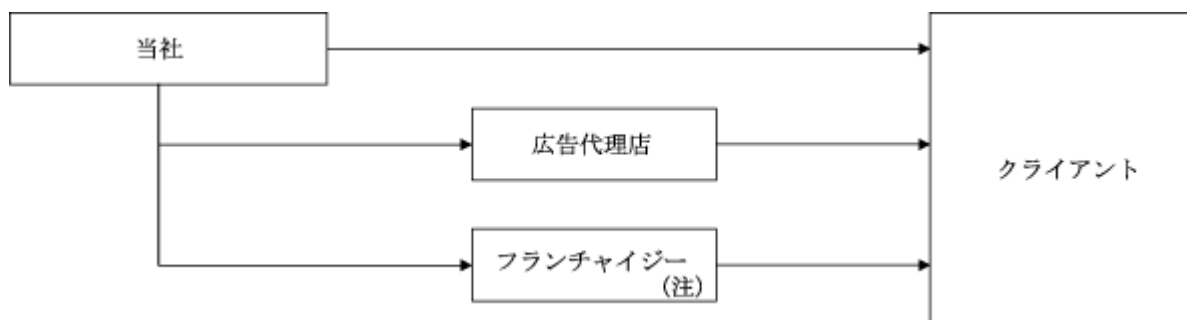 当社
広告代理店
クライアント
フランチャイジー
(注)